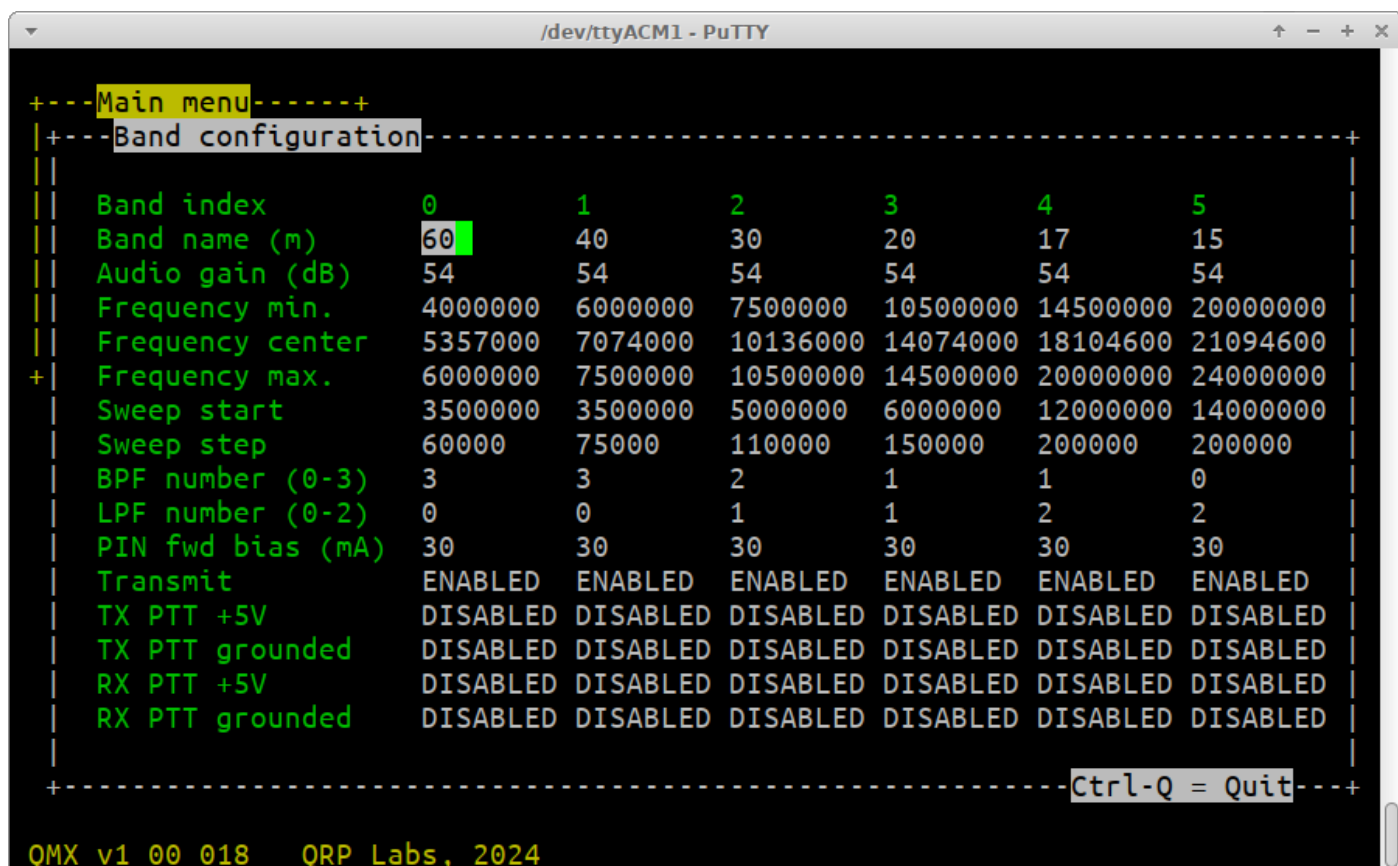 /dev/ttyACM1 - PuTTY
+---Main menu------+
|+---Band configuration------------------------------------------------------+
Band index 0 1 2 3 4 5
Band name (m) 60 40 30 20 17 15
Audio gain (dB) 54 54 54 54 54 54
Frequency min. 4000000 6000000 7500000 10500000 14500000 20000000
Frequency center 5357000 7074000 10136000 14074000 18104600 21094600
Frequency max. 6000000 7500000 10500000 14500000 20000000 24000000
Sweep start 3500000 3500000 5000000 6000000 12000000 14000000
Sweep step 60000 75000 110000 150000 200000 200000
BPF number (0-3) 3 3 2 1 1 0
LPF number (0-2) 0 0 1 1 2 2
PIN fwd bias (mA) 30 30 30 30 30 30
Transmit ENABLED ENABLED ENABLED ENABLED ENABLED ENABLED
TX PTT +5V DISABLED DISABLED DISABLED DISABLED DISABLED DISABLED
TX PTT grounded DISABLED DISABLED DISABLED DISABLED DISABLED DISABLED
RX PTT +5V DISABLED DISABLED DISABLED DISABLED DISABLED DISABLED
RX PTT grounded DISABLED DISABLED DISABLED DISABLED DISABLED DISABLED
Ctrl-Q = Quit
QMX v1 00 018 QRP Labs, 2024